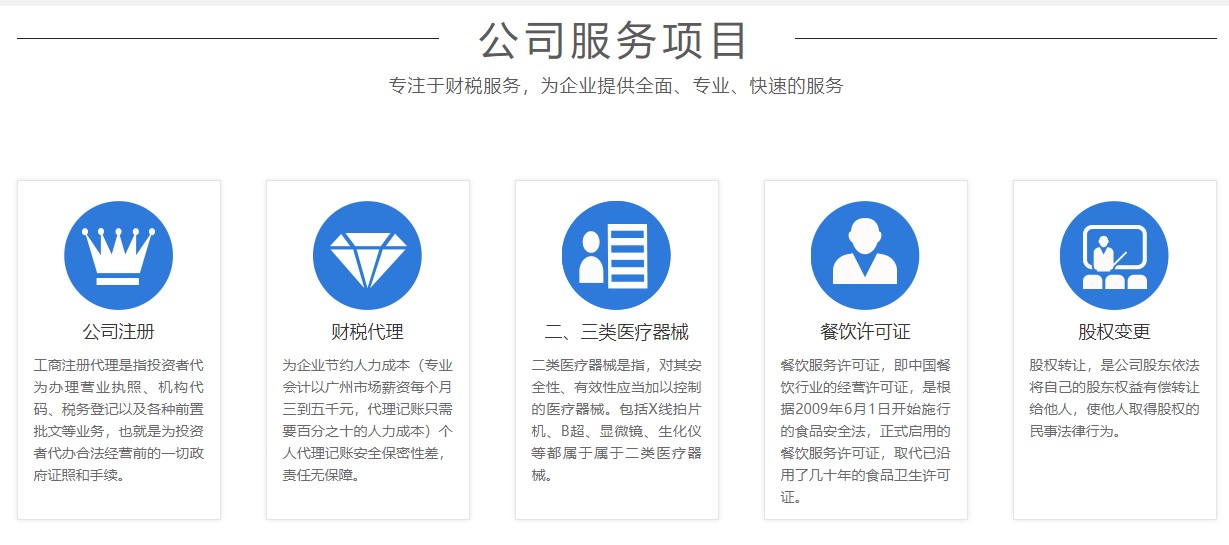 公司服务项目
专注于财税服务，为企业提供全面、专业、快速的服务
公司注册
工商注册代理是指投资者代
为办理营业执照、机构代
码、税务登记以及各种前置
批文等业务，也就是为投资
者代办合法经营前的一切政
府证照和手续。
财税代理
为企业节约人力成本（专业
会计以广州市场薪资每个月
三到五千元，代理记账只需
要百分之十的人力成本）个
人代理记账安全保密性差，
责任无保障。
二、三类医疗器械
二类医疗器械是指，对其安
全性、有效性应当加以控制
的医疗器械。包括X线拍片
机、B超、显微镜、生化仪
等都属于属于二类医疗器
械。
餐饮许可证
餐饮服务许可证，即中国餐
饮行业的经营许可证，是根
据2009年6月1日开始施行
的食品安全法，正式启用的
餐饮服务许可证，取代已沿
用了几十年的食品卫生许可
证。
股权变更
股权转让，是公司股东依法
将自己的股东权益有偿转让
给他人，使他人取得股权的
民事法律行为。